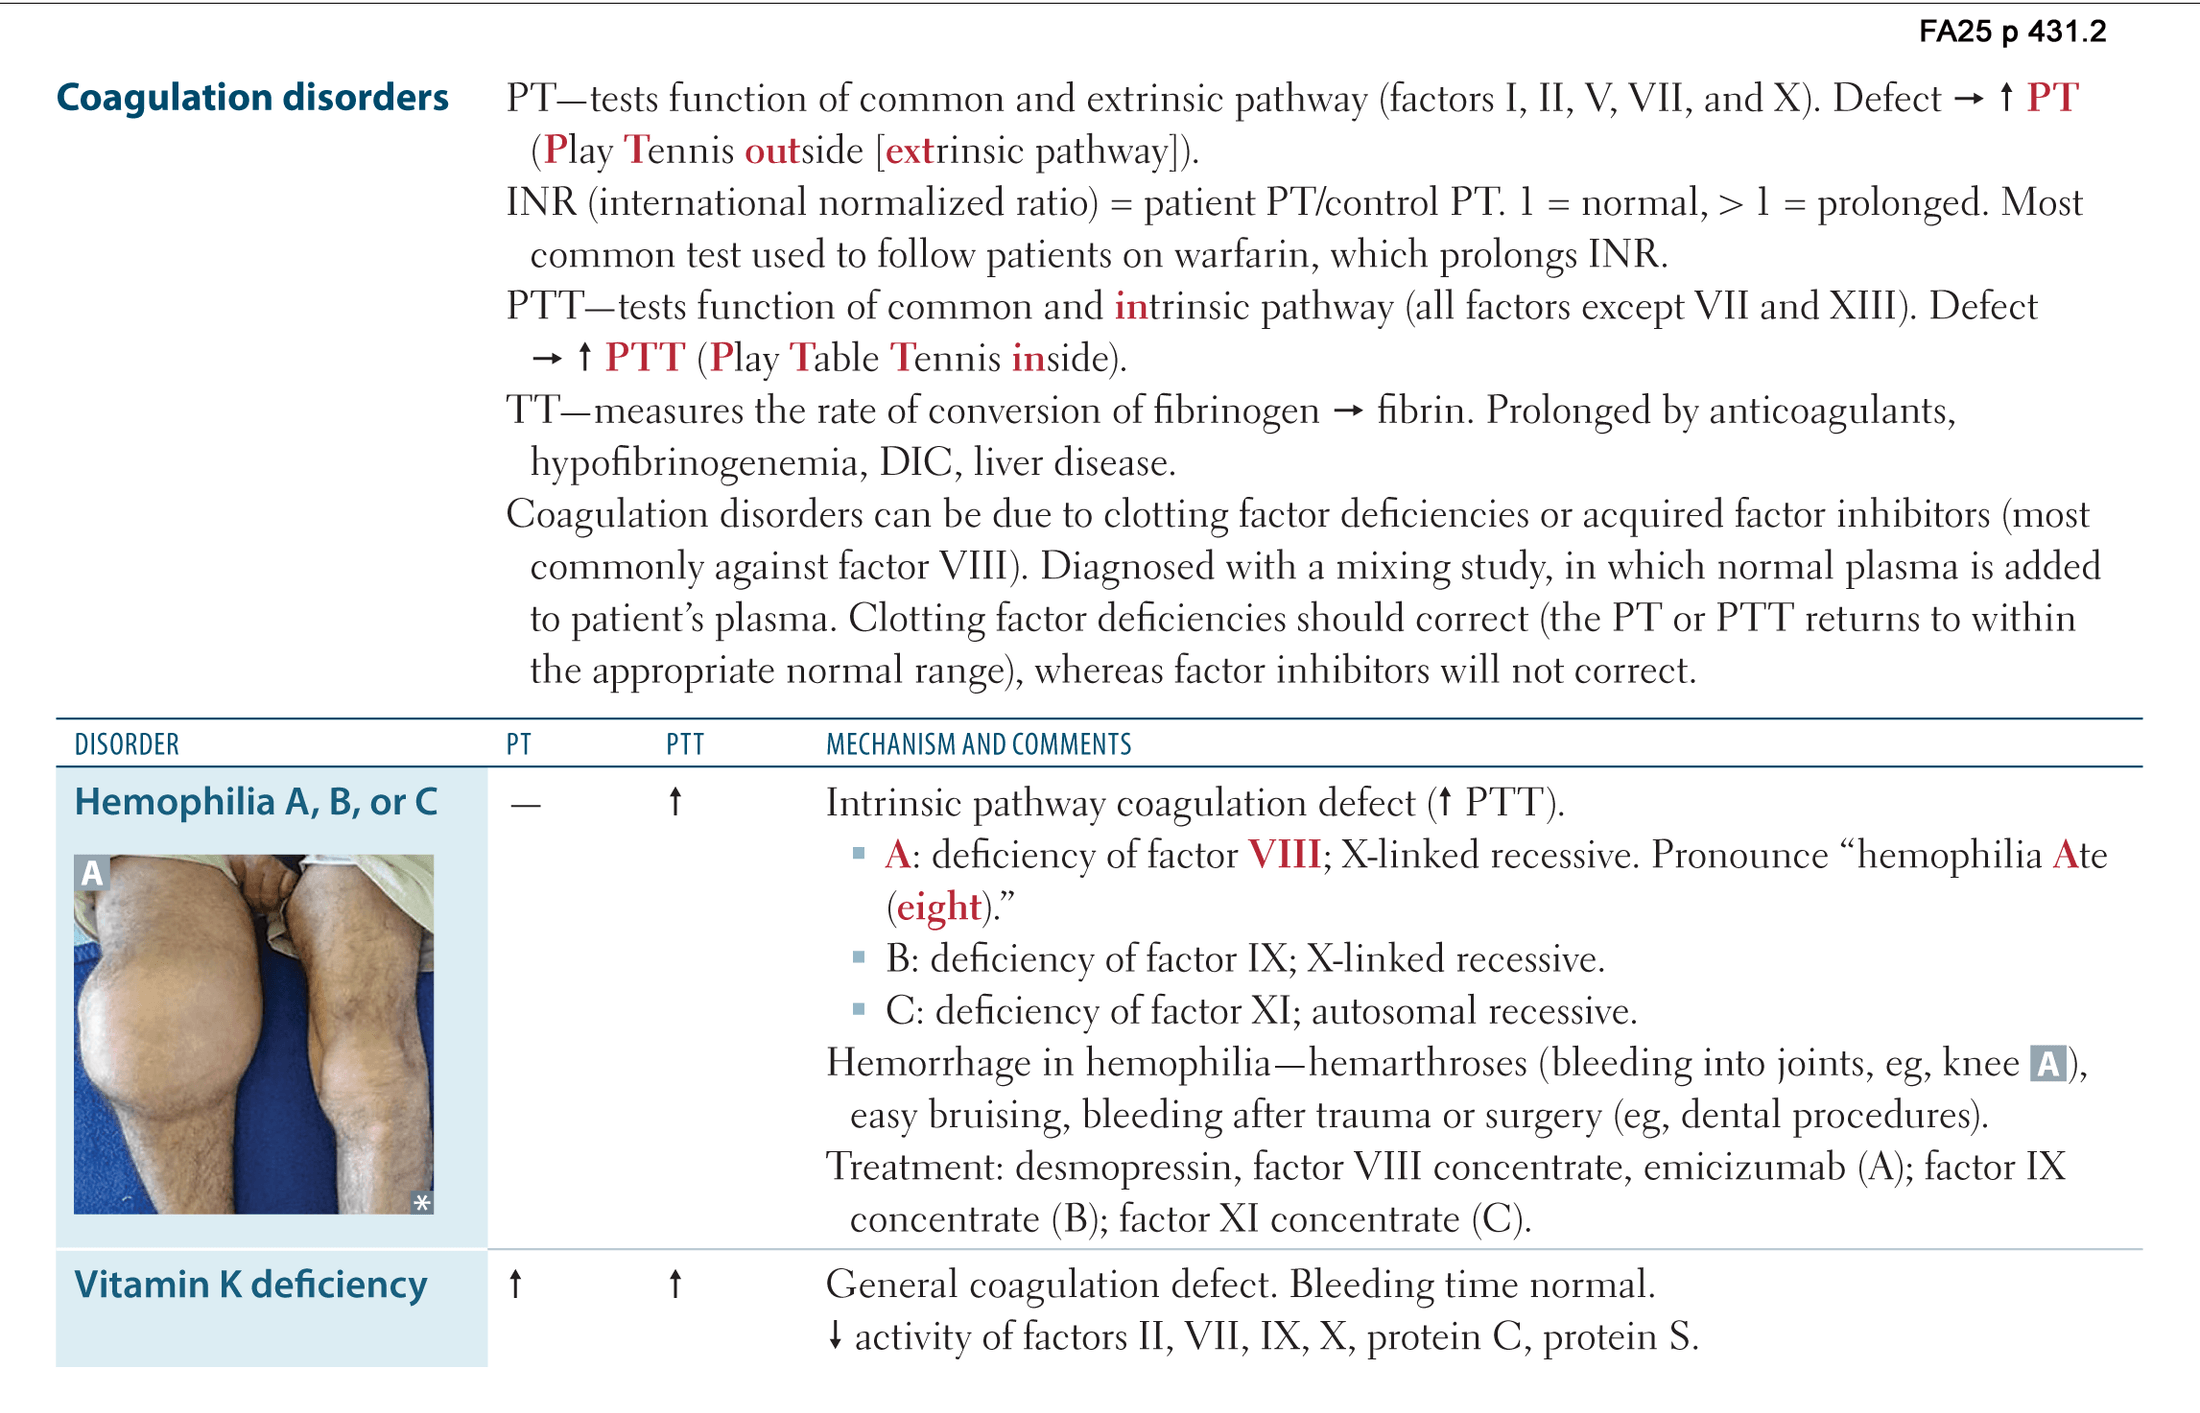 FA25 p 431.2
Coagulation disorders
PT—tests function of common and extrinsic pathway (factors I, II, V, VII, and X). Defect → ↑ PT
(Play Tennis outside [extrinsic pathway]).
INR (international normalized ratio) = patient PT/control PT. 1 = normal, > 1 = prolonged. Most
common test used to follow patients on warfarin, which prolongs INR.
PTT—tests function of common and intrinsic pathway (all factors except VII and XIII). Defect
→ ↑ PTT (Play Table Tennis inside).
TT—measures the rate of conversion of fibrinogen → fibrin. Prolonged by anticoagulants,
hypofibrinogenemia, DIC, liver disease.
Coagulation disorders can be due to clotting factor deficiencies or acquired factor inhibitors (most
commonly against factor VIII). Diagnosed with a mixing study, in which normal plasma is added
to patient’s plasma. Clotting factor deficiencies should correct (the PT or PTT returns to within
the appropriate normal range), whereas factor inhibitors will not correct.
DISORDER PT PTT MECHANISM AND COMMENTS
Hemophilia A, B, or C — ↑ Intrinsic pathway coagulation defect (↑ PTT).
A
▪ A: deficiency of factor VIII; X-linked recessive. Pronounce “hemophilia Ate
(eight).”
▪ B: deficiency of factor IX; X-linked recessive.
▪ C: deficiency of factor XI; autosomal recessive.
Hemorrhage in hemophilia—hemarthroses (bleeding into joints, eg, knee A),
easy bruising, bleeding after trauma or surgery (eg, dental procedures).
Treatment: desmopressin, factor VIII concentrate, emicizumab (A); factor IX
concentrate (B); factor XI concentrate (C).
*
Vitamin K deficiency ↑ ↑ General coagulation defect. Bleeding time normal.
↓ activity of factors II, VII, IX, X, protein C, protein S.